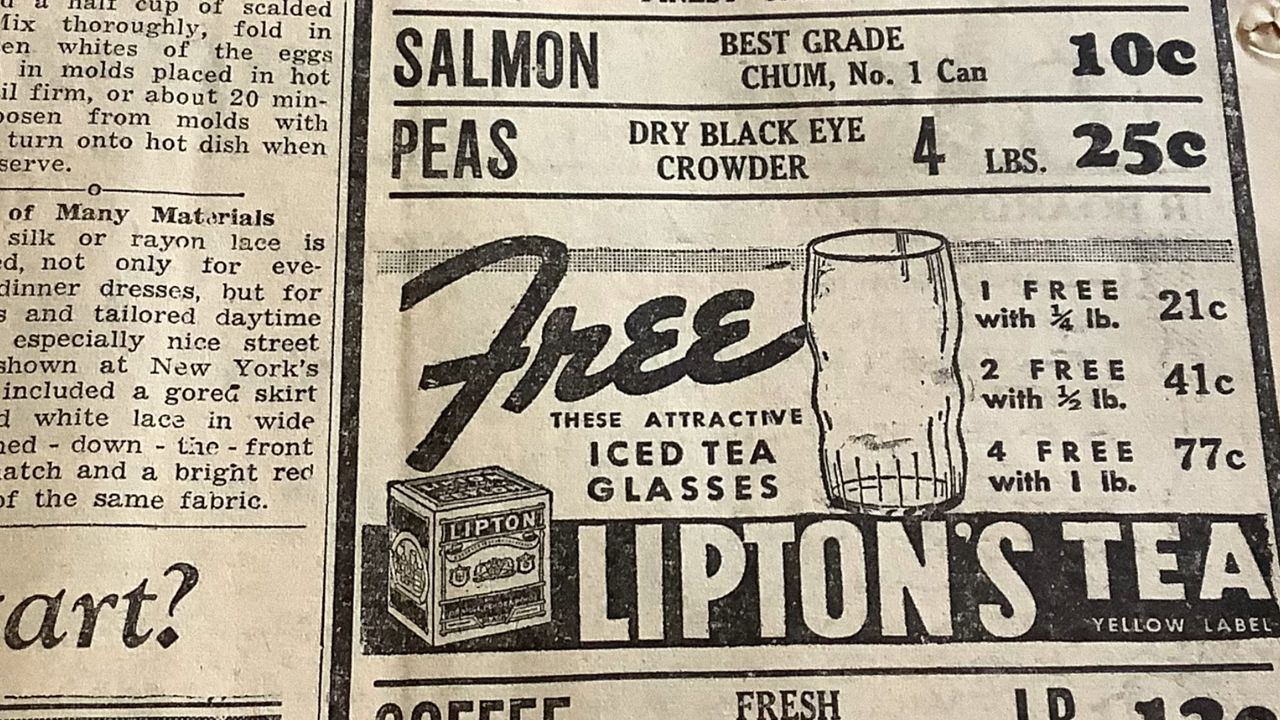 a half cup of scalded
Mix thoroughly, fold in
whites of the eggs
in molds placed in hot
firm, or about 20 min-
from molds with
turn onto hot dish when
serve.
of Many Materials
silk or rayon lace is
not only for eve-
dinner dresses, but for
and tailored daytime
especially nice street
shown at New York's
included a gored skirt
white lace in wide
- down - the - front
and a bright red
of the same fabric.
SALMON BEST GRADE CHUM, No. 1 Can 10c
PEAS DRY BLACK EYE CROWDER 4 LBS. 25c
Free
THESE ATTRACTIVE
ICED TEA
GLASSES
1 FREE
with ¼ lb. 21c
2 FREE
with ½ lb. 41c
4 FREE
with 1 lb. 77c
LIPTON
LIPTON'S TEA
YELLOW LABEL
COFFEE FRESH LB